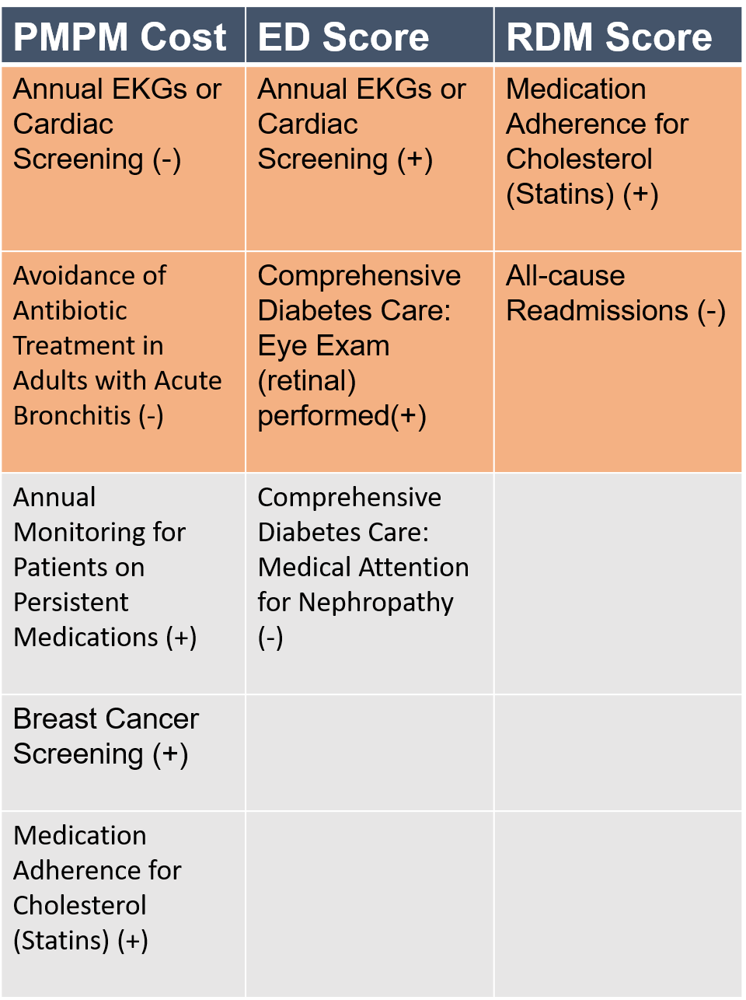 PMPM Cost
ED Score
RDM Score
Annual EKGs or
Cardiac
Screening (-)
Annual EKGs or
Cardiac
Screening (+)
Medication
Adherence for
Cholesterol
(Statins) (+)
Avoidance of
Antibiotic
Treatment in
Adults with Acute
Bronchitis (-)
Comprehensive
Diabetes Care:
Eye Exam
(retinal)
performed(+)
All-cause
Readmissions (-)
Annual
Monitoring for
Patients on
Persistent
Medications (+)
Comprehensive
Diabetes Care:
Medical Attention
for Nephropathy
(-)
Breast Cancer
Screening (+)
Medication
Adherence for
Cholesterol
(Statins) (+)